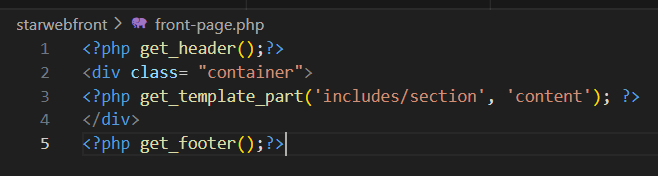 starwebfront > front-page.php
1 <?php get_header();?>
2 <div class= "container">
3 <?php get_template_part('includes/section', 'content'); ?>
4 </div>
5 <?php get_footer();?>